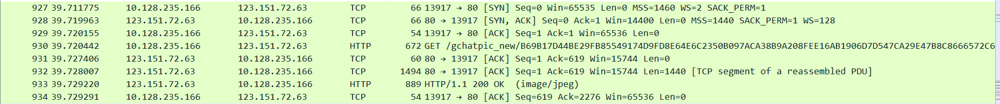 927 39.711775 10.128.235.166 123.151.72.63 TCP 66 13917 → 80 [SYN] Seq=0 Win=65535 Len=0 MSS=1460 WS=2 SACK_PERM=1
928 39.719963 123.151.72.63 10.128.235.166 TCP 66 80 → 13917 [SYN, ACK] Seq=0 Ack=1 Win=14400 Len=0 MSS=1440 SACK_PERM=1 WS=128
929 39.720155 10.128.235.166 123.151.72.63 TCP 54 13917 → 80 [ACK] Seq=1 Ack=1 Win=65536 Len=0
930 39.720442 10.128.235.166 123.151.72.63 HTTP 672 GET /gchatpic_new/B69B17D44BE29FB85549174D9FD8E64E6C2350B097ACA38B9A208FEE16AB1906D7D547CA29E47B8C8666572C6
931 39.727406 123.151.72.63 10.128.235.166 TCP 60 80 → 13917 [ACK] Seq=1 Ack=619 Win=15744 Len=0
932 39.728007 123.151.72.63 10.128.235.166 TCP 1494 80 → 13917 [ACK] Seq=1 Ack=619 Win=15744 Len=1440 [TCP segment of a reassembled PDU]
933 39.729220 123.151.72.63 10.128.235.166 HTTP 889 HTTP/1.1 200 OK (image/jpeg)
934 39.729291 10.128.235.166 123.151.72.63 TCP 54 13917 → 80 [ACK] Seq=619 Ack=2276 Win=65536 Len=0